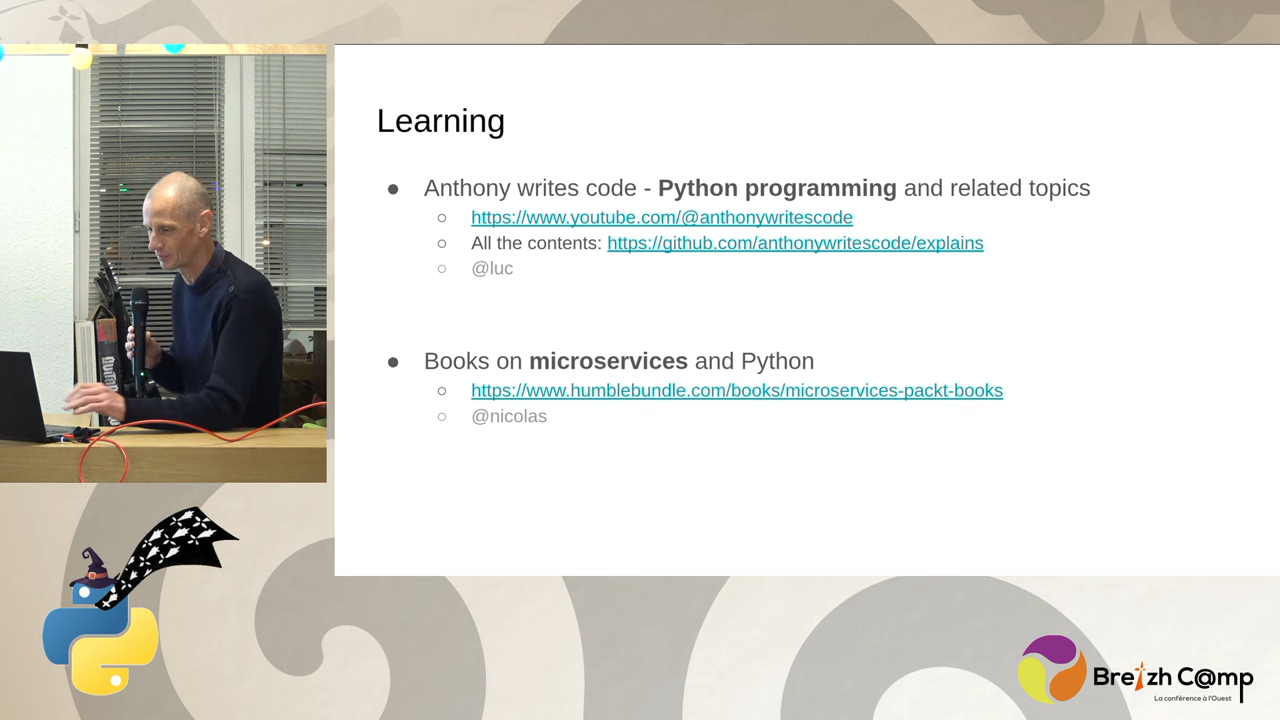 Learning
● Anthony writes code - Python programming and related topics
○ https://www.youtube.com/@anthonywritescode
○ All the contents: https://github.com/anthonywritescode/explains
○ @luc
● Books on microservices and Python
○ https://www.humblebundle.com/books/microservices-packt-books
○ @nicolas
Breizh C@mp
La conférence à l'Ouest